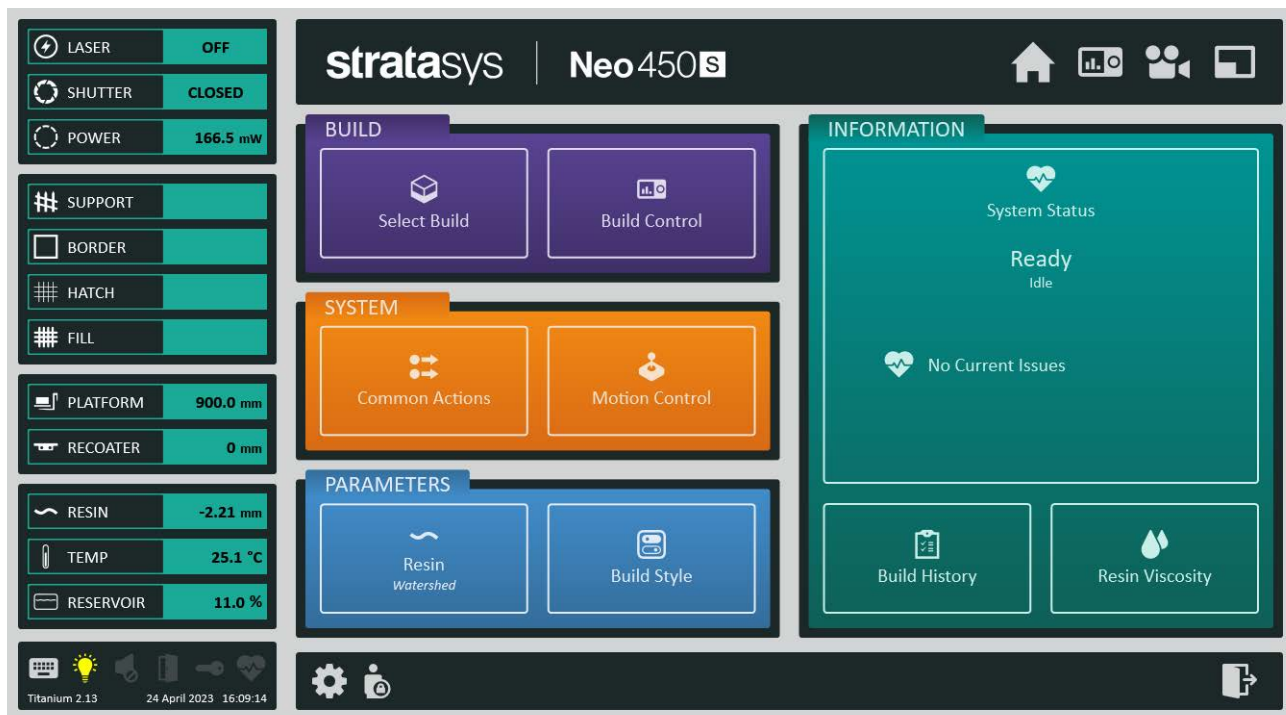 LASER OFF
SHUTTER CLOSED
POWER 166.5 mW
SUPPORT
BORDER
HATCH
FILL
PLATFORM 900.0 mm
RECOATER 0 mm
RESIN -2.21 mm
TEMP 25.1 °C
RESERVOIR 11.0 %
Titanium 2.13 24 April 2023 16:09:14
stratasys Neo450S
BUILD
Select Build Build Control
SYSTEM
Common Actions Motion Control
PARAMETERS
Resin
Watershed
Build Style
INFORMATION
System Status
Ready
Idle
No Current Issues
Build History Resin Viscosity